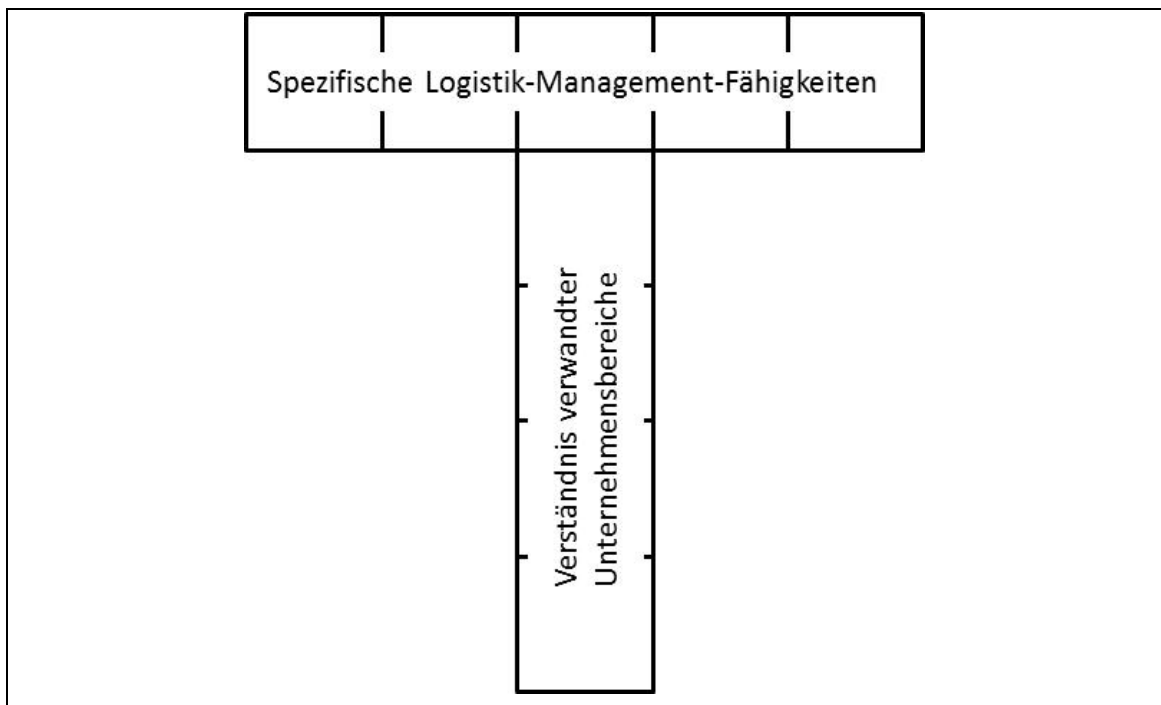 Spezifische Logistik-Management-Fähigkeiten
Verständnis verwandter
Unternehmensbereiche